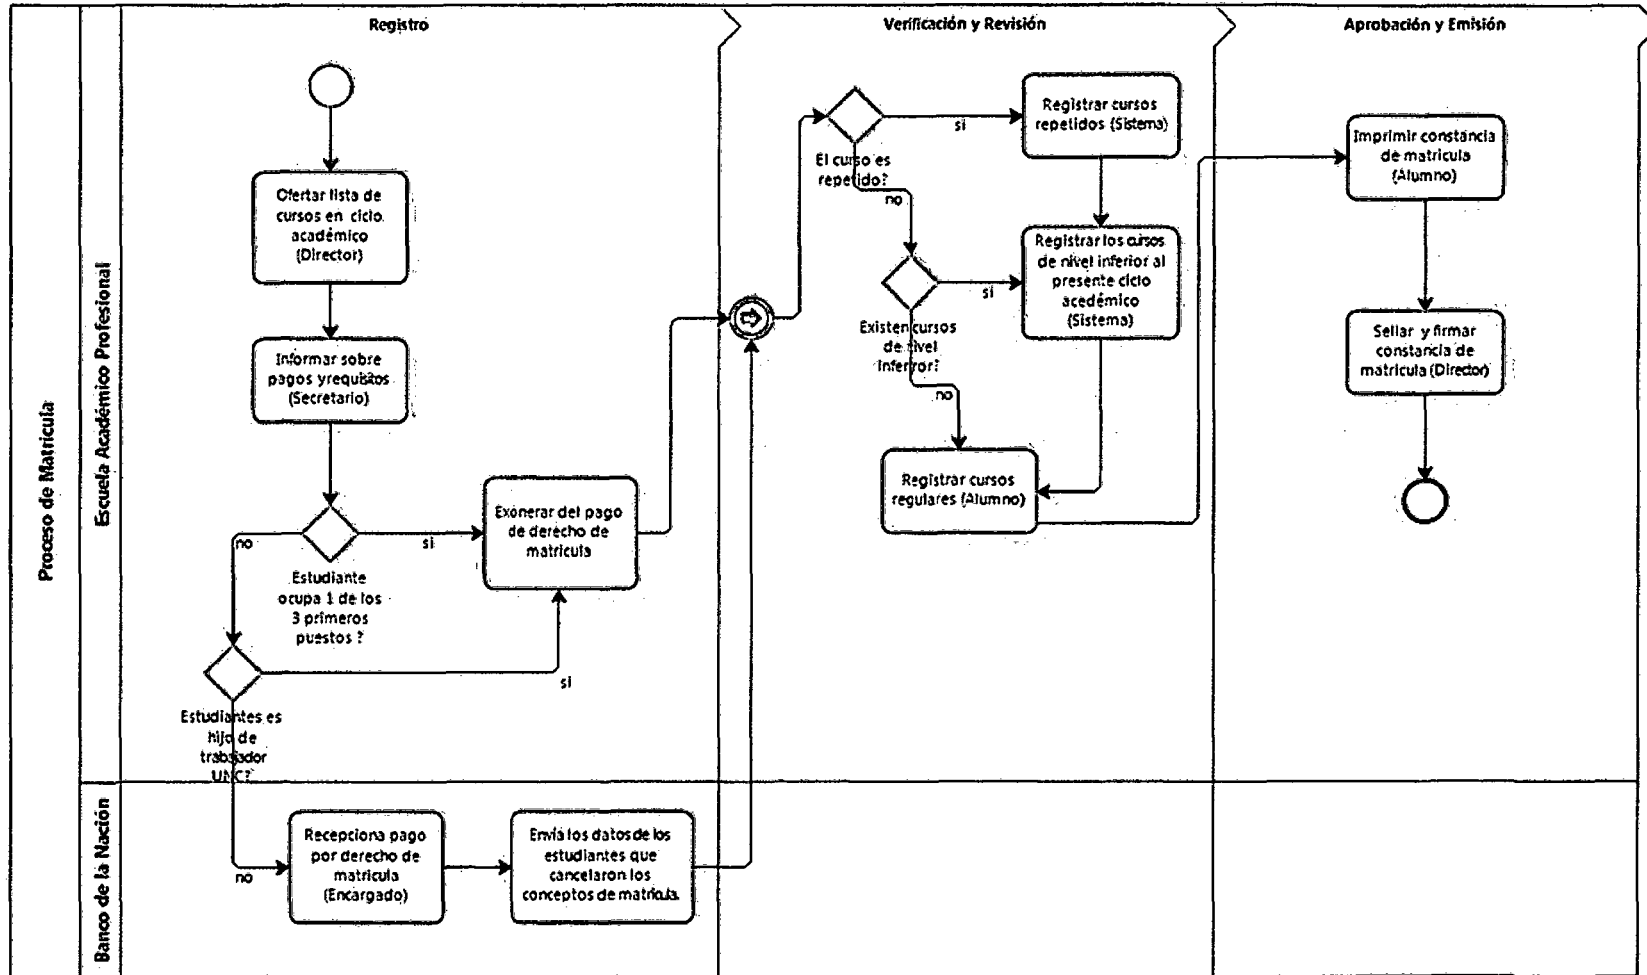 Proceso de Matricula
Escuela Académico Profesional
Banco de la Nación
Registro
Verificación y Revisión
Aprobación y Emisión
Ofertar lista de
cursos en ciclo
académico
(Director)
Informar sobre
pagos y requisitos
(Secretario)
no
si
Estudiante
ocupa 1 de los
3 primeros
puestos ?
Exonerar del pago
de derecho de
matricula
si
Estudiantes es
hijo de
trabajador
UNC?
no
Recepciona pago
por derecho de
matricula
(Encargado)
Envía los datos de los
estudiantes que
cancelaron los
conceptos de matrícula.
El curso es
repetido?
si
no
Registrar cursos
repetidos (Sistema)
Existen cursos
de nivel
inferror?
si
no
Registrar los cursos
de nivel inferior al
presente ciclo
acedémico
(Sistema)
Registrar cursos
regulares (Alumno)
Imprimir constancia
de matricula
(Alumno)
Sellar y firmar
constancia de
matricula (Director)